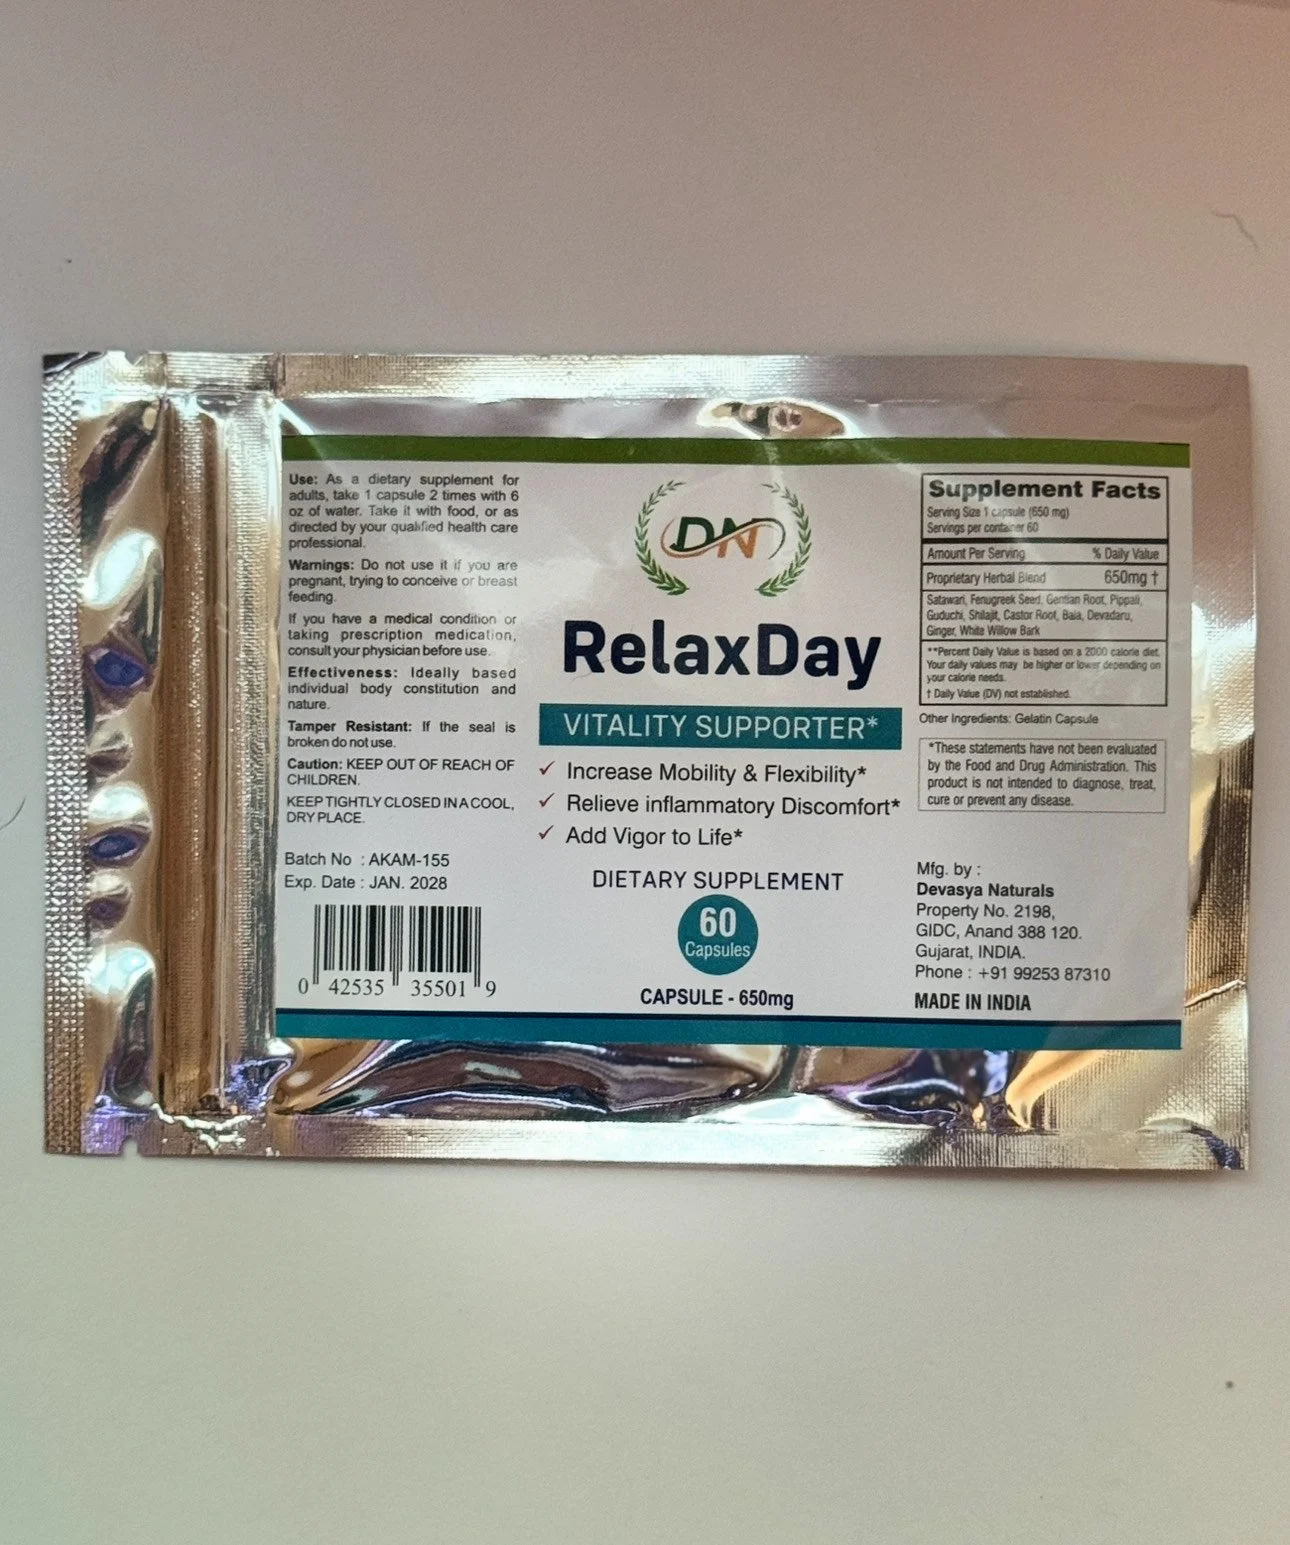 Use: As a dietary supplement for
adults, take 1 capsule 2 times with 6
oz of water. Take it with food, or as
directed by your qualified health care
professional.
Warnings: Do not use it if you are
pregnant, trying to conceive or breast
feeding.
If you have a medical condition or
taking prescription medication,
consult your physician before use.
Effectiveness: Ideally based
individual body constitution and
nature.
Tamper Resistant: If the seal is
broken do not use.
Caution: KEEP OUT OF REACH OF
CHILDREN.
KEEP TIGHTLY CLOSED IN A COOL,
DRY PLACE.
Batch No : AKAM-155
Exp. Date : JAN. 2028
0 42535 35501 9
DN
RelaxDay
VITALITY SUPPORTER*
✓ Increase Mobility & Flexibility*
✓ Relieve inflammatory Discomfort*
✓ Add Vigor to Life*
DIETARY SUPPLEMENT
60
Capsules
CAPSULE - 650mg
Supplement Facts
Serving Size 1 capsule (650 mg)
Servings per container 60
Amount Per Serving % Daily Value
Proprietary Herbal Blend 650mg †
Satawari, Fenugreek Seed, Gentian Root, Pippali,
Guduchi, Shilajit, Castor Root, Bala, Devadaru,
Ginger, White Willow Bark
**Percent Daily Value is based on a 2000 calorie diet.
Your daily values may be higher or lower depending on
your calorie needs.
† Daily Value (DV) not established.
Other Ingredients: Gelatin Capsule
*These statements have not been evaluated
by the Food and Drug Administration. This
product is not intended to diagnose, treat,
cure or prevent any disease.
Mfg. by :
Devasya Naturals
Property No. 2198,
GIDC, Anand 388 120.
Gujarat, INDIA.
Phone : +91 99253 87310
MADE IN INDIA